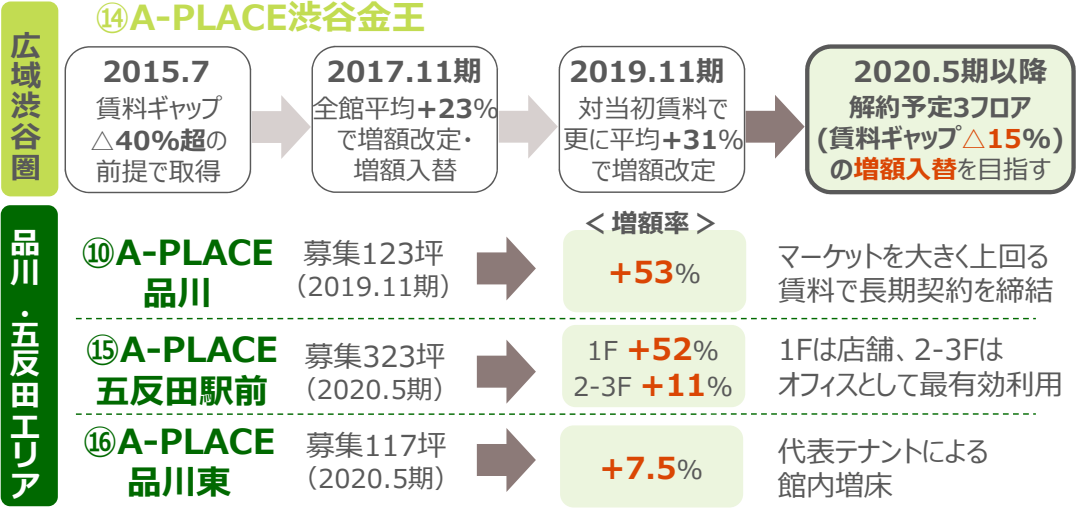 広域渋谷圏
⑭A-PLACE渋谷金王
2015.7
賃料ギャップ
△40%超の
前提で取得
2017.11期
全館平均+23%
で増額改定・
増額入替
2019.11期
対当初賃料で
更に平均+31%
で増額改定
2020.5期以降
解約予定3フロア
(賃料ギャップ△15%)
の増額入替を目指す
品川・五反田エリア
＜増額率＞
⑩A-PLACE
品川
募集123坪
（2019.11期）
+53%
マーケットを大きく上回る
賃料で長期契約を締結
⑮A-PLACE
五反田駅前
募集323坪
(2020.5期)
1F +52%
2-3F +11%
1Fは店舗、2-3Fは
オフィスとして最有効利用
⑯A-PLACE
品川東
募集117坪
（2020.5期）
+7.5%
代表テナントによる
館内増床